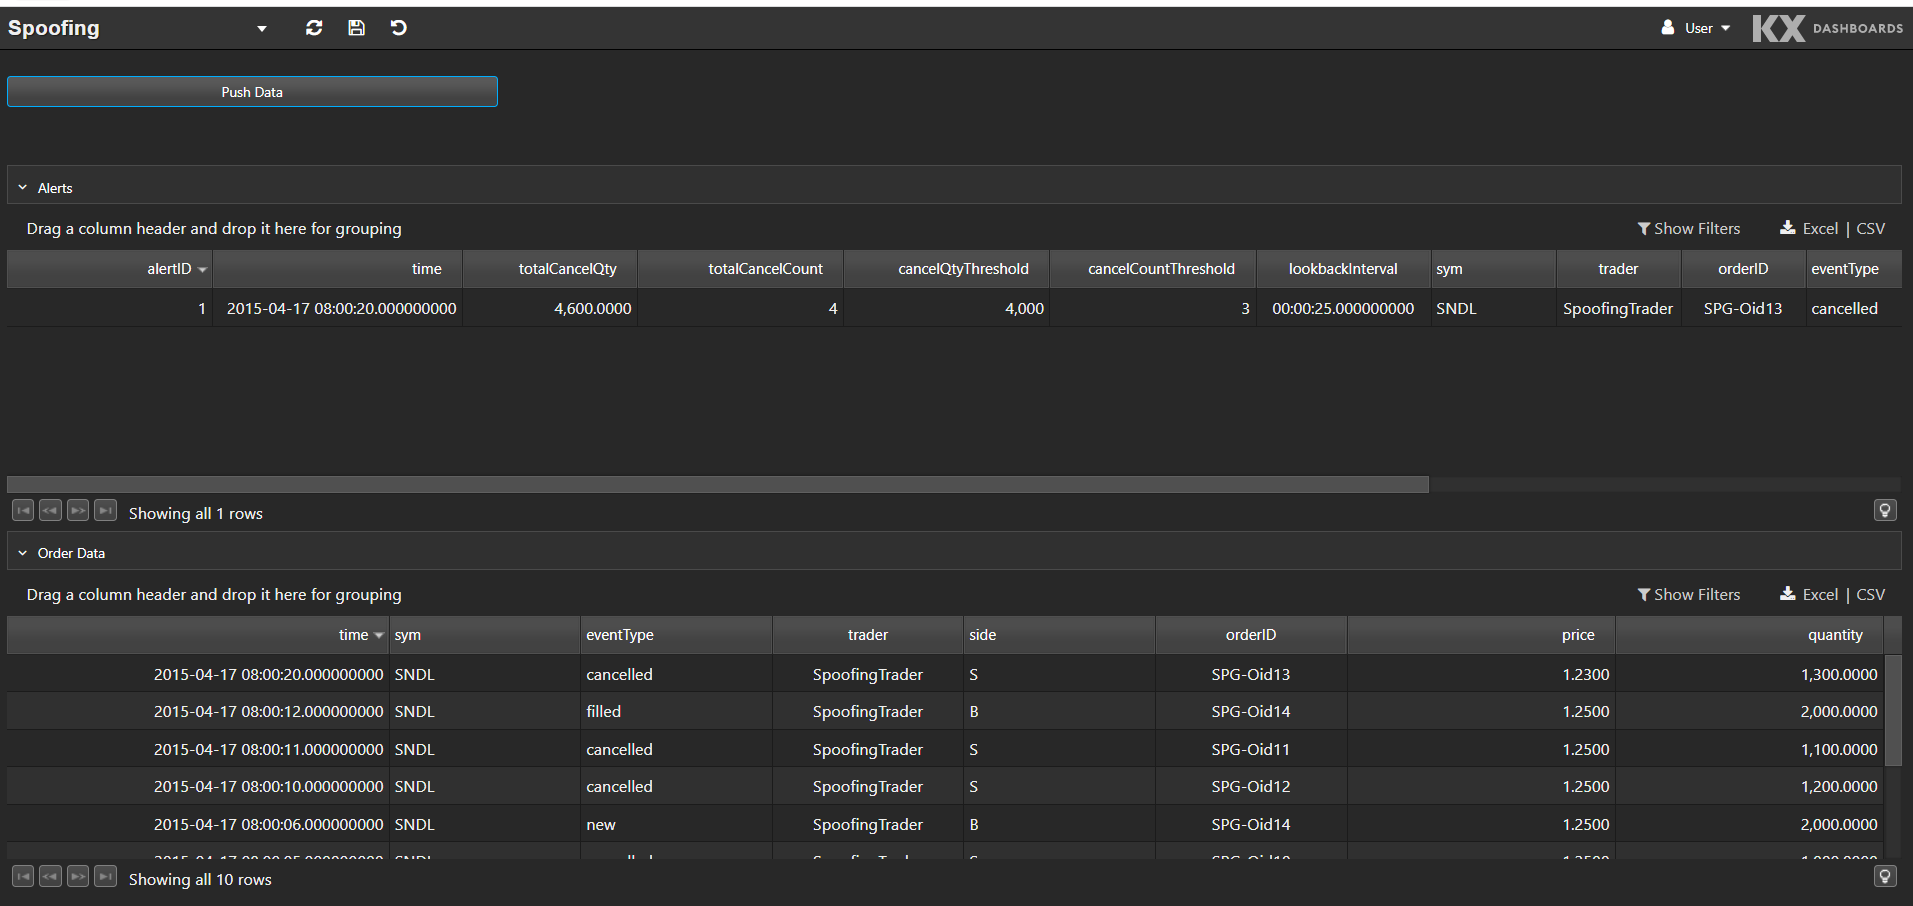 Spoofing User KX DASHBOARDS
Push Data
Alerts
Drag a column header and drop it here for grouping Show Filters Excel | CSV
alertID time totalCancelQty totalCancelCount cancelQtyThreshold cancelCountThreshold lookbackInterval sym trader orderID eventType
1 2015-04-17 08:00:20.000000000 4,600.0000 4 4,000 3 00:00:25.000000000 SNDL SpoofingTrader SPG-Oid13 cancelled
Showing all 1 rows
Order Data
Drag a column header and drop it here for grouping Show Filters Excel | CSV
time sym eventType trader side orderID price quantity
2015-04-17 08:00:20.000000000 SNDL cancelled SpoofingTrader S SPG-Oid13 1.2300 1,300.0000
2015-04-17 08:00:12.000000000 SNDL filled SpoofingTrader B SPG-Oid14 1.2500 2,000.0000
2015-04-17 08:00:11.000000000 SNDL cancelled SpoofingTrader S SPG-Oid11 1.2500 1,100.0000
2015-04-17 08:00:10.000000000 SNDL cancelled SpoofingTrader S SPG-Oid12 1.2500 1,200.0000
2015-04-17 08:00:06.000000000 SNDL new SpoofingTrader B SPG-Oid14 1.2500 2,000.0000
Showing all 10 rows